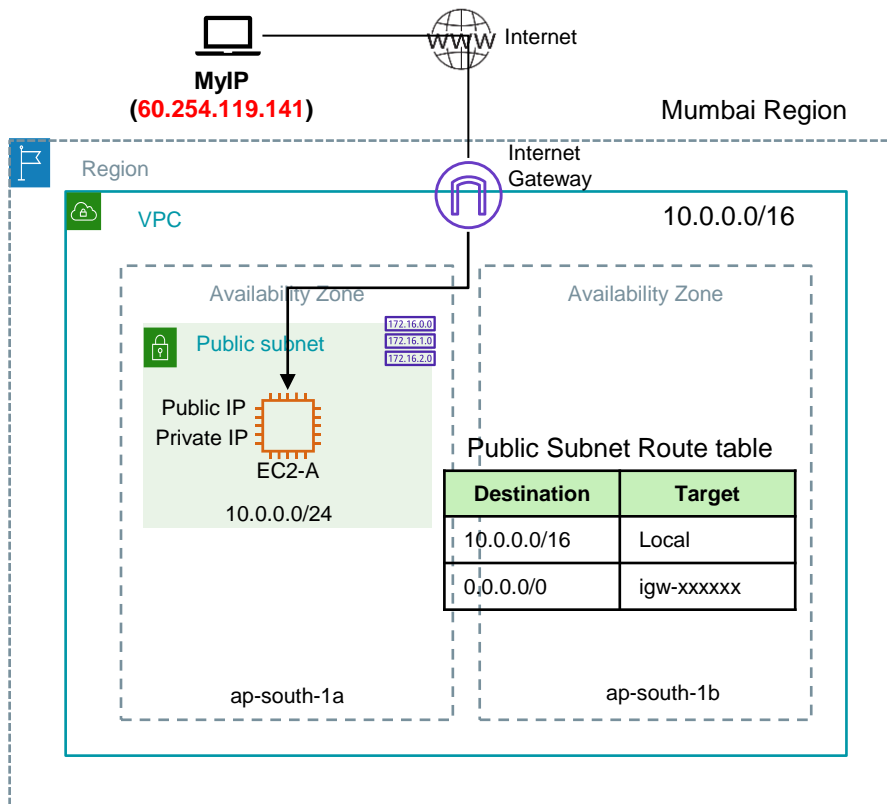 WWW
Internet
MyIP
(60.254.119.141)
Mumbai Region
Internet
Gateway
Region
VPC
10.0.0.0/16
Availability Zone
Availability Zone
172.16.0.0
172.16.1.0
172.16.2.0
Public subnet
Public IP
Private IP
EC2-A
10.0.0.0/24
Public Subnet Route table
Destination Target
10.0.0.0/16 Local
0.0.0.0/0 igw-xxxxxx
ap-south-1a
ap-south-1b